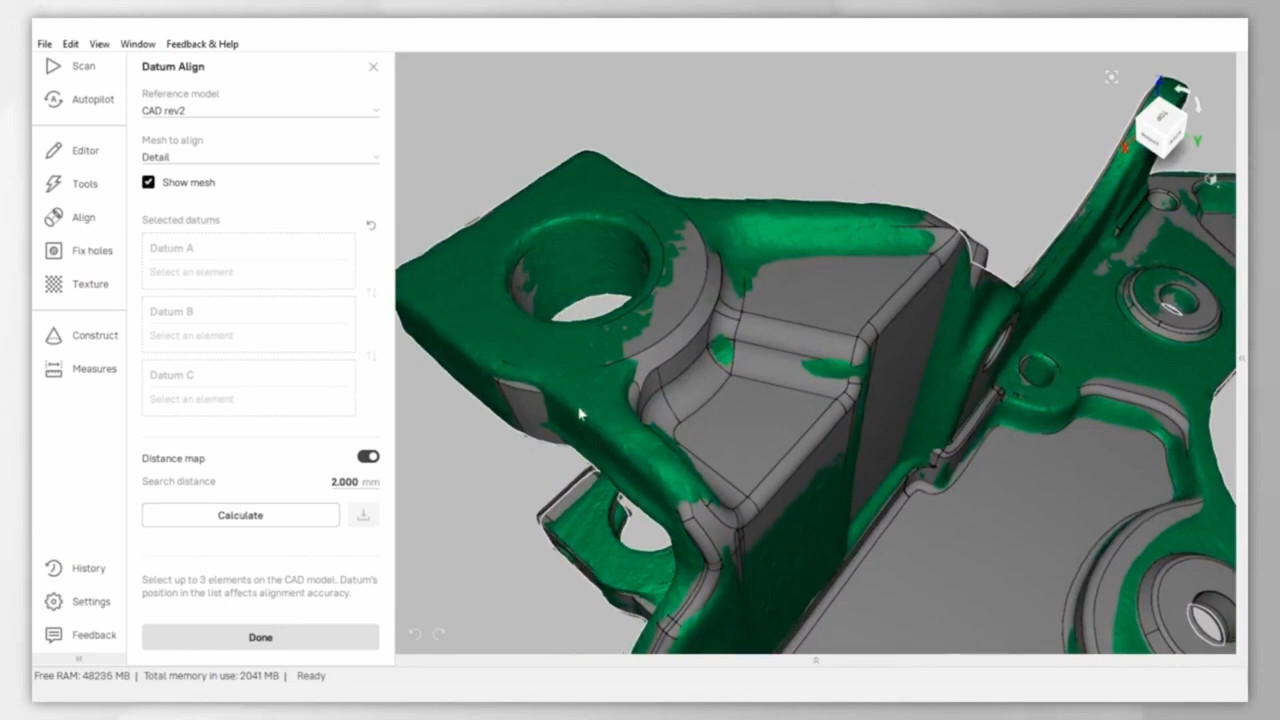 File Edit View Window Feedback & Help
Scan
Autopilot
Editor
Tools
Align
Fix holes
Texture
Construct
Measures
History
Settings
Feedback
Datum Align
Reference model
CAD rev2
Mesh to align
Detail
Show mesh
Selected datums
Datum A
Select an element
Datum B
Select an element
Datum C
Select an element
Distance map
Search distance 2.000 mm
Calculate
Select up to 3 elements on the CAD model. Datum's
position in the list affects alignment accuracy.
Done
TOP
X
Y
Free RAM: 48236 MB | Total memory in use: 2041 MB | Ready